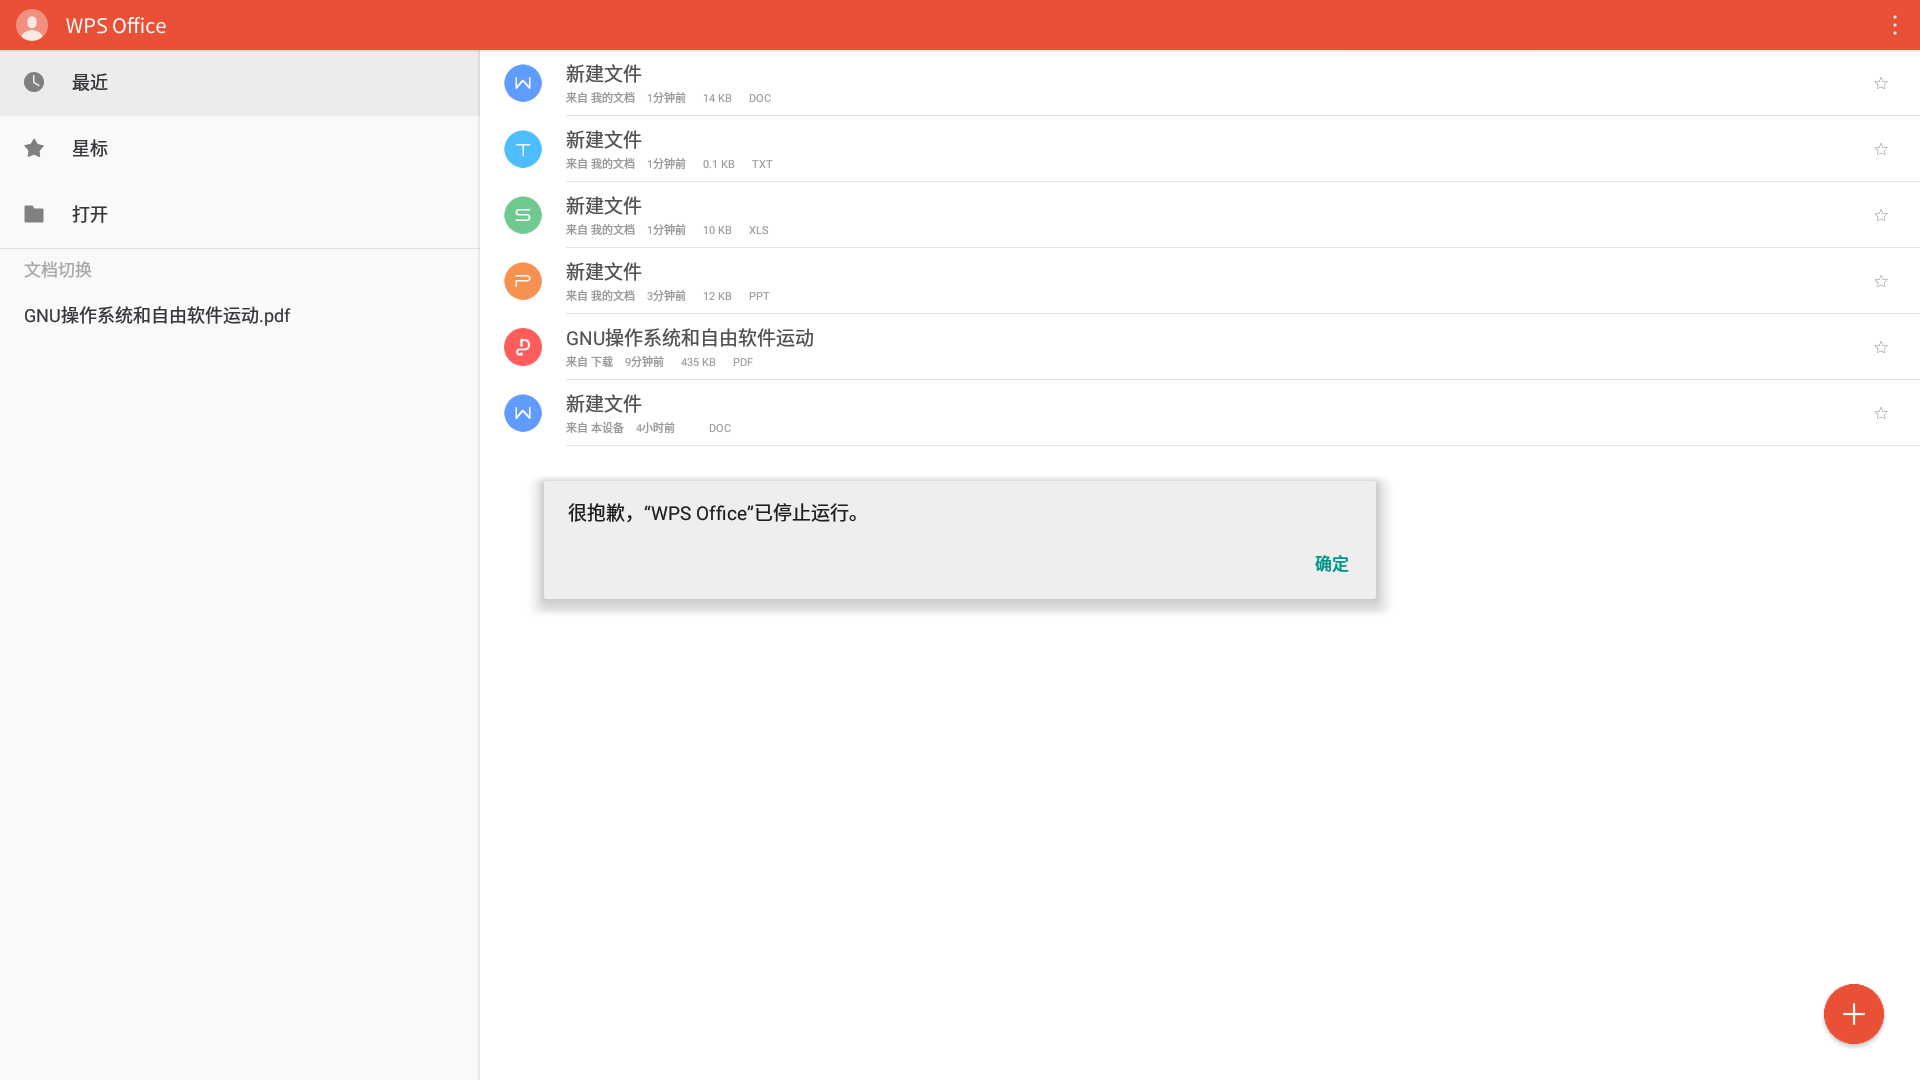 WPS Office
最近
星标
打开
文档切换
GNU操作系统和自由软件运动.pdf
新建文件
来自 我的文档 1分钟前 14 KB DOC
新建文件
来自 我的文档 1分钟前 0.1 KB TXT
新建文件
来自 我的文档 1分钟前 10 KB XLS
新建文件
来自 我的文档 3分钟前 12 KB PPT
GNU操作系统和自由软件运动
来自 下载 9分钟前 435 KB PDF
新建文件
来自 本设备 4小时前 DOC
很抱歉，“WPS Office”已停止运行。
确定